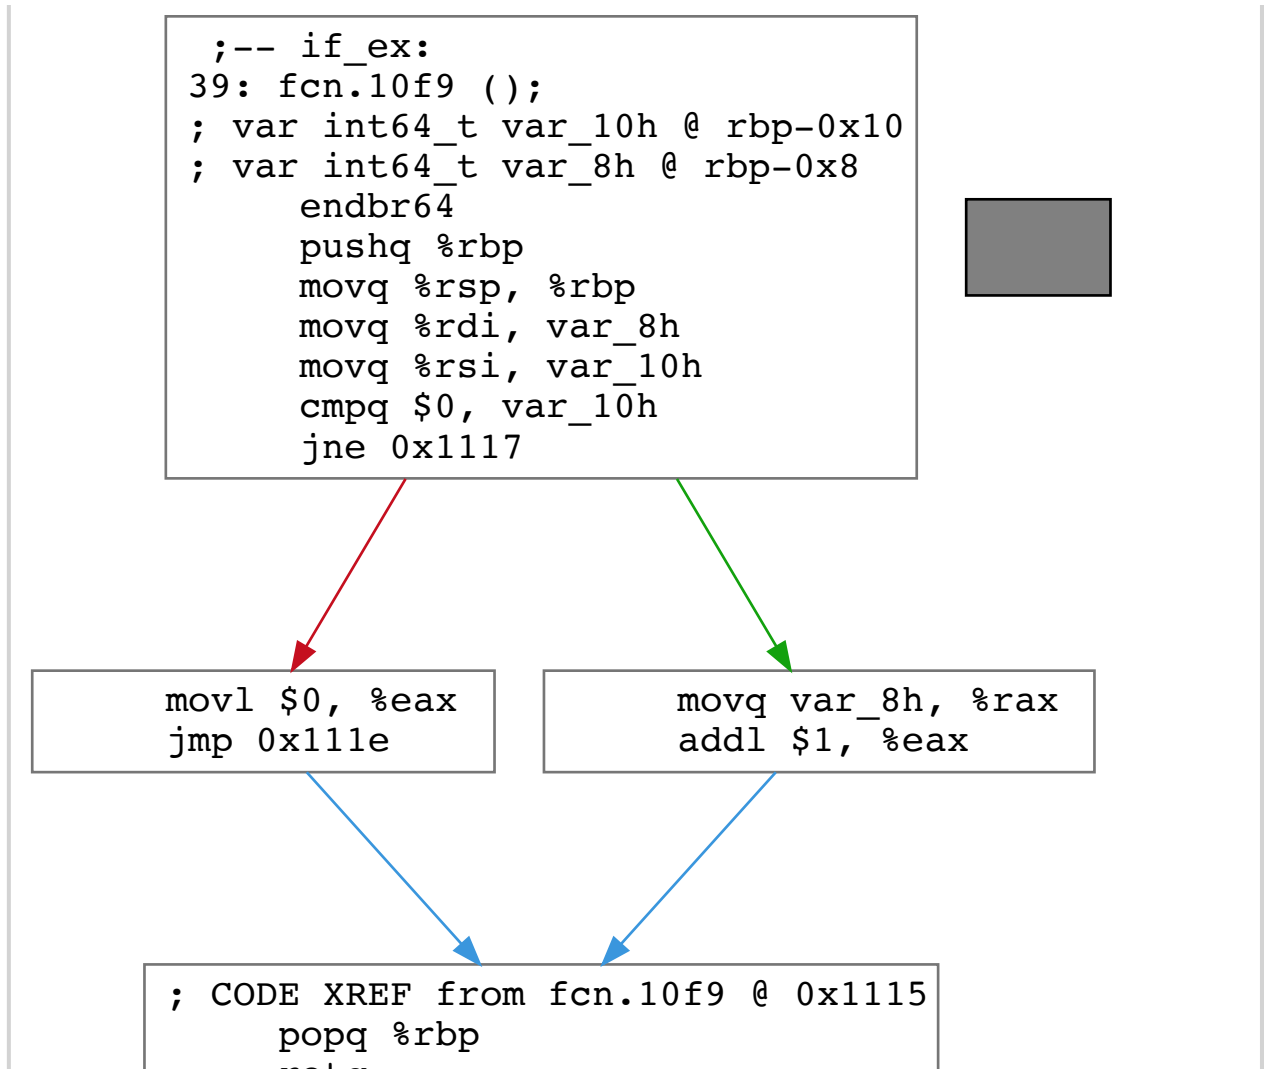 ;-- if_ex:
39: fcn.10f9 ();
; var int64_t var_10h @ rbp-0x10
; var int64_t var_8h @ rbp-0x8
endbr64
pushq %rbp
movq %rsp, %rbp
movq %rdi, var_8h
movq %rsi, var_10h
cmpq $0, var_10h
jne 0x1117
movl $0, %eax
jmp 0x111e
movq var_8h, %rax
addl $1, %eax
; CODE XREF from fcn.10f9 @ 0x1115
popq %rbp